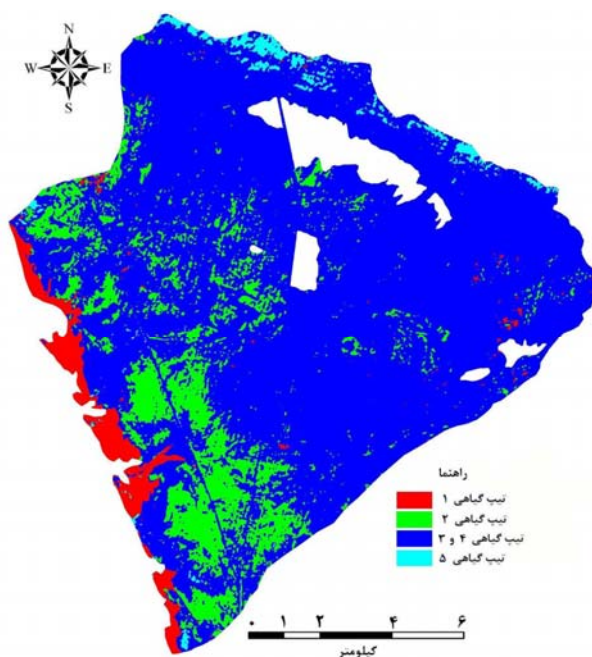 N
W E
S
راهنما
تیپ گیاهی ۱
تیپ گیاهی ۲
تیپ گیاهی ۴ و ۳
تیپ گیاهی ۵
۰ ۱ ۲ ۴ ۶
کیلومتر